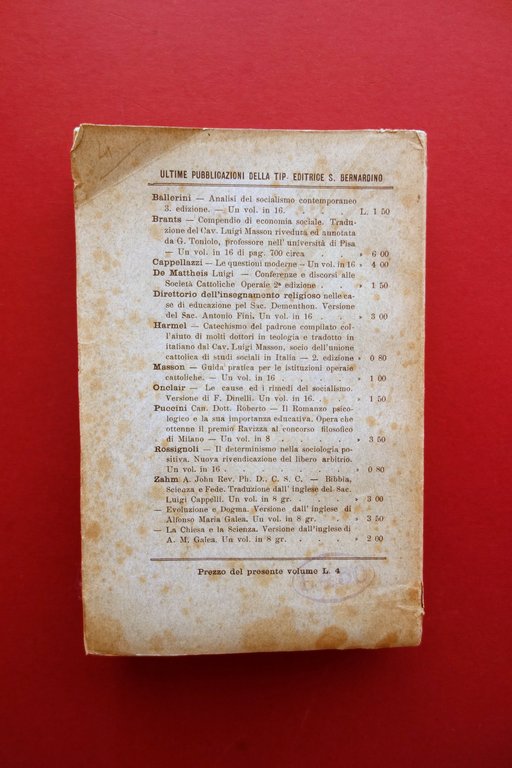 ULTIME PUBBLICAZIONI DELLA TIP. EDITRICE S. BERNARDINO
Ballerini — Analisi del socialismo contemporaneo
3. edizione. — Un vol. in 16. . . . L. 1 50
Brants — Compendio di economia sociale. Tradu-
zione del Cav. Luigi Masson riveduta ed annotata
da G. Toniolo, professore nell' università di Pisa
— Un vol. in 16 di pag. 700 circa . . » 6 00
Cappellazzi — Le questioni moderne — Un vol. in 16 » 4 00
De Mattheis Luigi — Conferenze e discorsi alle
Società Cattoliche Operaie 2ª edizione . . » 1 50
Direttorio dell'insegnamento religioso nelle ca-
se di educazione pel Sac. Dementhon. Versione
del Sac. Antonio Fini, Un vol. in 16 . . » 3 00
Harmel — Catechismo del padrone compilato col-
l'aiuto di molti dottori in teologia e tradotto in
italiano dal Cav. Luigi Masson, socio dell'unione
cattolica di studi sociali in Italia — 2. edizione » 0 80
Masson — Guida pratica per le istituzioni operaie
cattoliche. — Un vol. in 16 . . . . . » 1 00
Onclair — Le cause ed i rimedi del socialismo.
Versione di F. Dinelli. Un vol. in 16. . . » 1 50
Puccini Can. Dott. Roberto — Il Romanzo psico-
logico e la sua importanza educativa. Opera che
ottenne il premio Ravizza al concorso filosofico
di Milano — Un vol. in 8 . . . . . » 3 50
Rossignoli — Il determinismo nella sociologia po-
sitiva. Nuova rivendicazione del libero arbitrio.
Un vol. in 16 . . . . . . . » 0 80
Zahm A. John Rev. Ph. D., C. S. C. — Bibbia,
Scienza e Fede. Traduzione dall' inglese del Sac.
Luigi Cappelli. Un vol. in 8 gr. . . . » 3 00
— Evoluzione e Dogma. Versione dall' inglese di
Alfonso Maria Galea. Un vol. in 8 gr. . . » 3 50
— La Chiesa e la Scienza. Versione dall'inglese di
A. M. Galea. Un vol. in 8 gr. . . . . » 2 00
Prezzo del presente volume L. 4